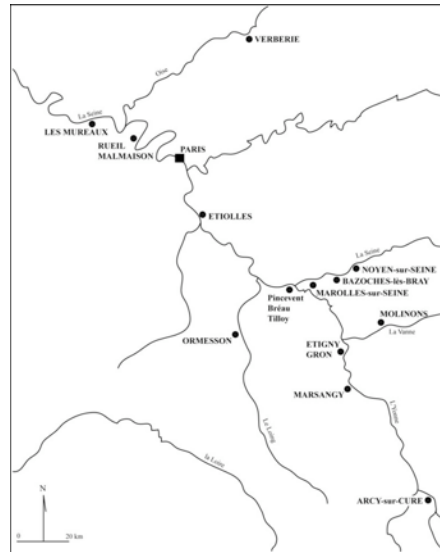 VERBERIE
Oise
La Seine
LES MUREAUX
RUEIL
MALMAISON
PARIS
ETIOLLES
La Seine
NOYEN-sur-SEINE
BAZOCHES-lès-BRAY
MAROLLES-sur-SEINE
Pincevent
Bréau
Tilloy
MOLINONS
La Vanne
ORMESSON
ETIGNY
GRON
MARSANGY
L'Yonne
Le Loing
la Loire
ARCY-sur-CURE
N
0 20 km